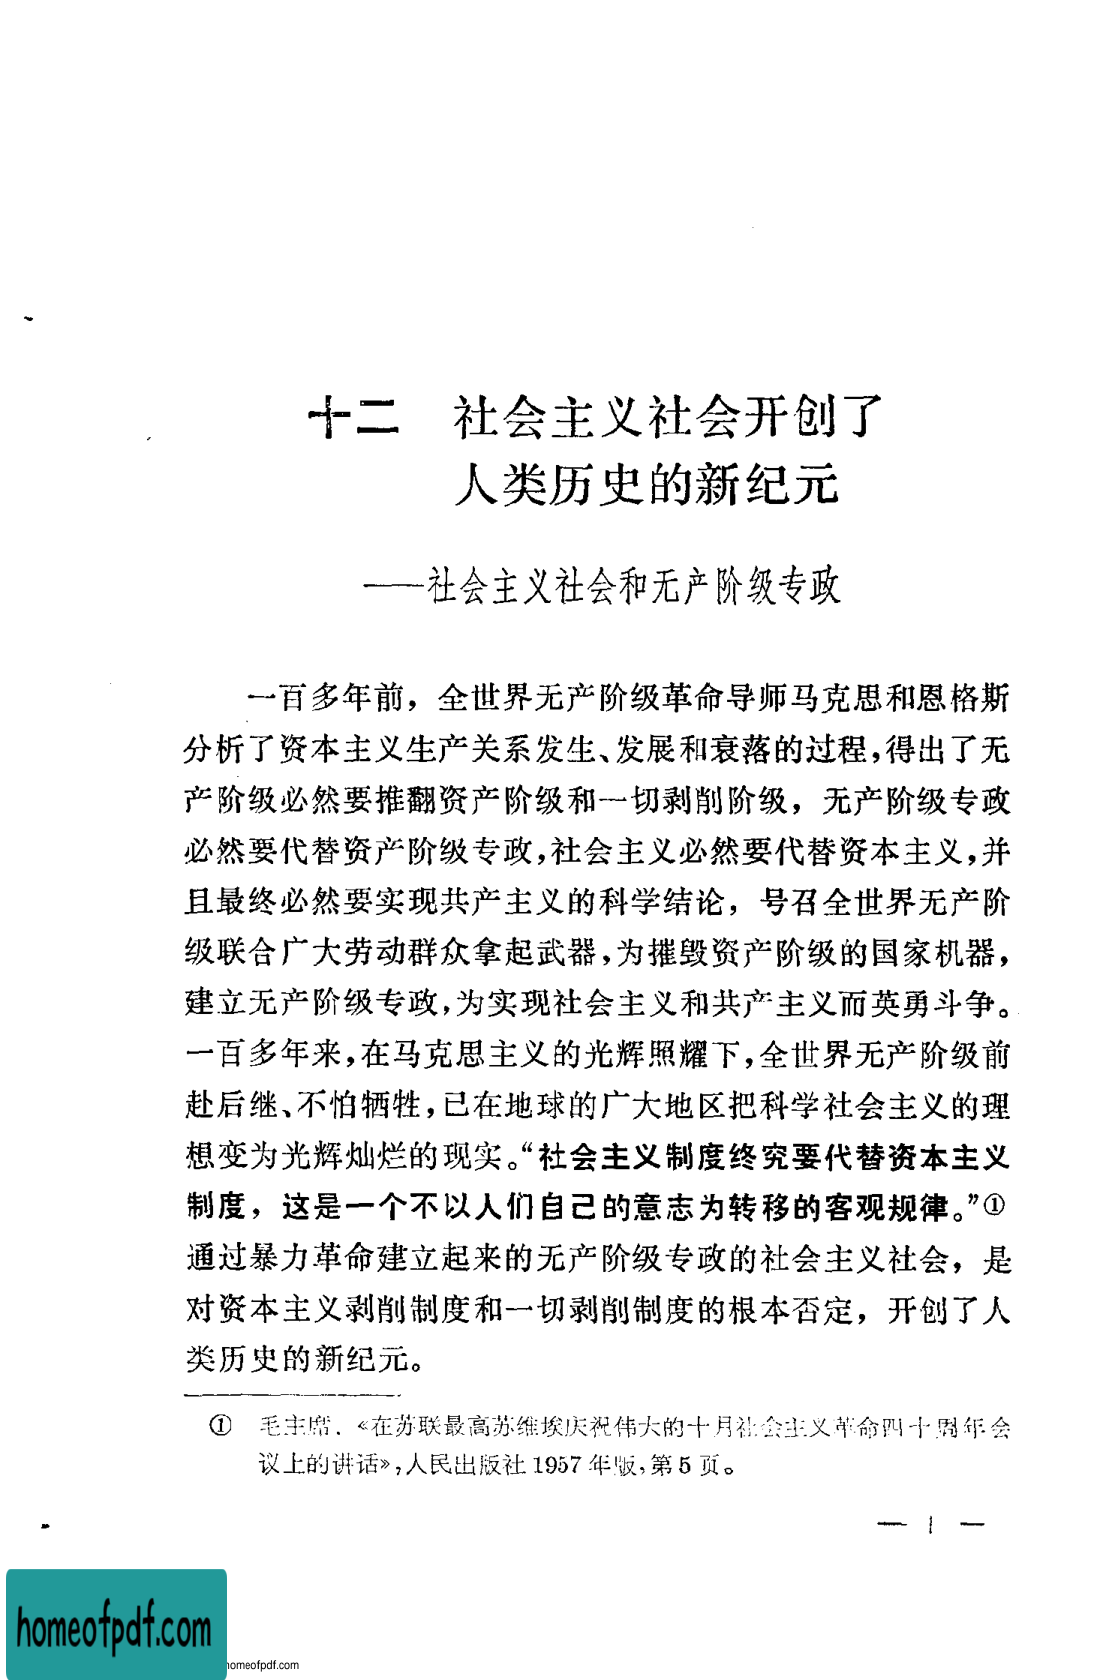 十二　社会主义社会开创了
人类历史的新纪元
——社会主义社会和无产阶级专政
一百多年前，全世界无产阶级革命导师马克思和恩格斯
分析了资本主义生产关系发生、发展和衰落的过程，得出了无
产阶级必然要推翻资产阶级和一切剥削阶级，无产阶级专政
必然要代替资产阶级专政，社会主义必然要代替资本主义，并
且最终必然要实现共产主义的科学结论，号召全世界无产阶
级联合广大劳动群众拿起武器，为摧毁资产阶级的国家机器，
建立无产阶级专政，为实现社会主义和共产主义而英勇斗争。
一百多年来，在马克思主义的光辉照耀下，全世界无产阶级前
赴后继、不怕牺牲，已在地球的广大地区把科学社会主义的理
想变为光辉灿烂的现实。“社会主义制度终究要代替资本主义
制度，这是一个不以人们自己的意志为转移的客观规律。”①
通过暴力革命建立起来的无产阶级专政的社会主义社会，是
对资本主义剥削制度和一切剥削制度的根本否定，开创了人
类历史的新纪元。
① 毛主席：《在苏联最高苏维埃庆祝伟大的十月社会主义革命四十周年会
议上的讲话》，人民出版社1957年版，第5页。
— 1 —
homeofpdf.com
homeofpdf.com